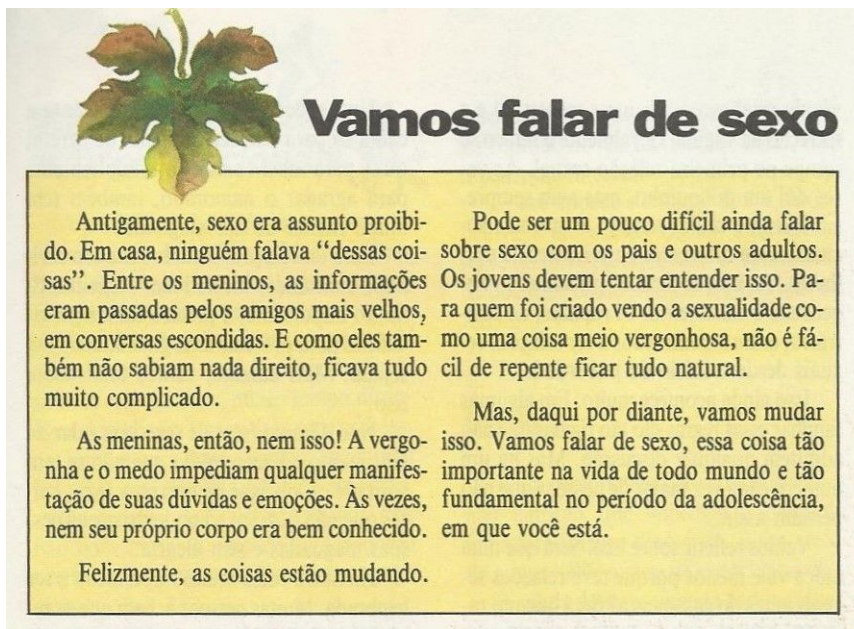 Vamos falar de sexo
Antigamente, sexo era assunto proibi-
do. Em casa, ninguém falava “dessas coi-
sas”. Entre os meninos, as informações
eram passadas pelos amigos mais velhos,
em conversas escondidas. E como eles tam-
bém não sabiam nada direito, ficava tudo
muito complicado.
As meninas, então, nem isso! A vergo-
nha e o medo impediam qualquer manifes-
tação de suas dúvidas e emoções. Às vezes,
nem seu próprio corpo era bem conhecido.
Felizmente, as coisas estão mudando.
Pode ser um pouco difícil ainda falar
sobre sexo com os pais e outros adultos.
Os jovens devem tentar entender isso. Pa-
ra quem foi criado vendo a sexualidade co-
mo uma coisa meio vergonhosa, não é fá-
cil de repente ficar tudo natural.
Mas, daqui por diante, vamos mudar
isso. Vamos falar de sexo, essa coisa tão
importante na vida de todo mundo e tão
fundamental no período da adolescência,
em que você está.